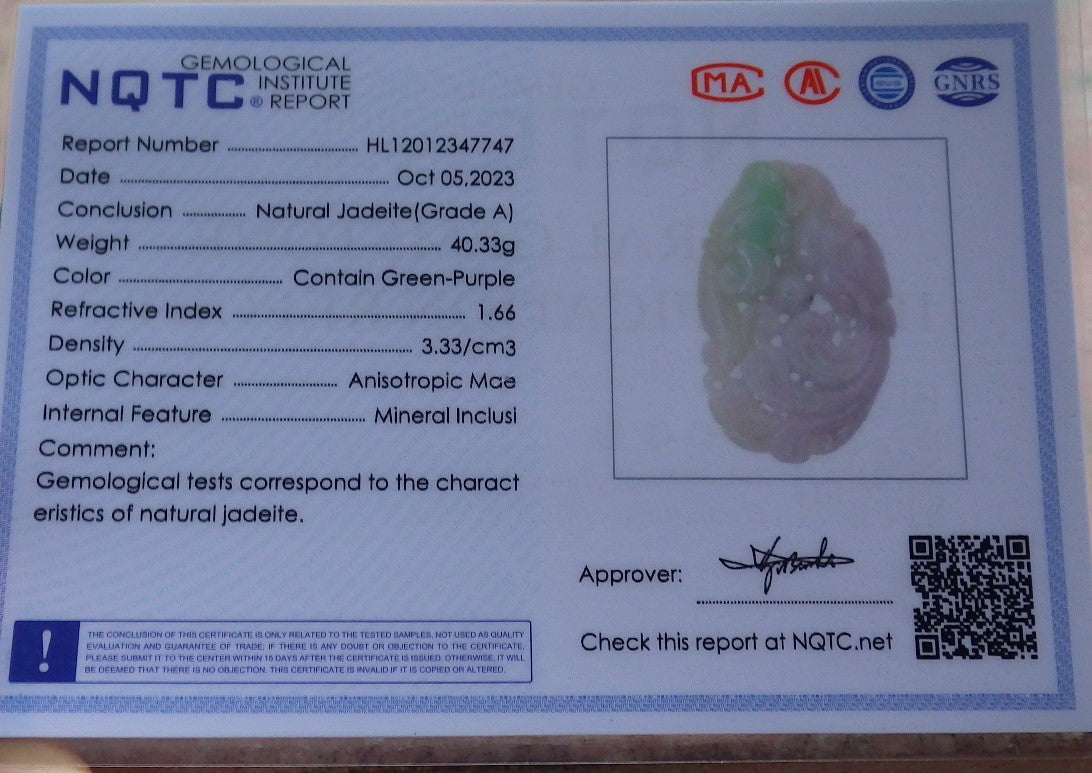 GEMOLOGICAL
NQTC INSTITUTE
® REPORT
MA
GNRS
Report Number HL12012347747
Date Oct 05,2023
Conclusion Natural Jadeite(Grade A)
Weight 40.33g
Color Contain Green-Purple
Refractive Index 1.66
Density 3.33/cm3
Optic Character Anisotropic Mae
Internal Feature Mineral Inclusi
Comment:
Gemological tests correspond to the charact
eristics of natural jadeite.
Approver:
Check this report at NQTC.net
!
THE CONCLUSION OF THIS CERTIFICATE IS ONLY RELATED TO THE TESTED SAMPLES, NOT USED AS QUALITY
EVALUATION AND GUARANTEE OF TRADE, IF THERE IS ANY DOUBT OR OBJECTION TO THE CERTIFICATE,
PLEASE SUBMIT IT TO THE CENTER WITHIN 15 DAYS AFTER THE CERTIFICATE IS ISSUED. OTHERWISE, IT WILL
BE DEEMED THAT THERE IS NO OBJECTION. THIS CERTIFICATE IS INVALID IF IT IS COPIED OR ALTERED.